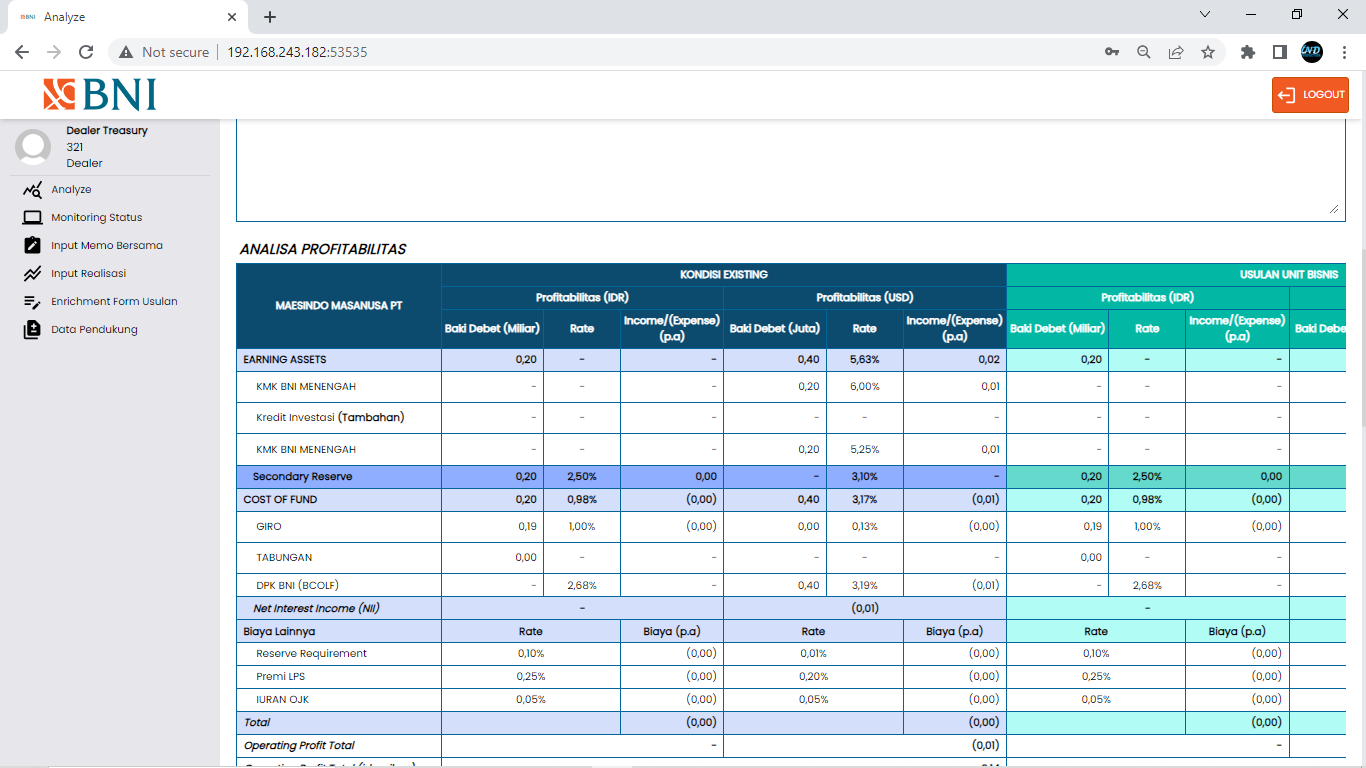 BNI Analyze
Not secure 192.168.243.182:53535
BNI
LOGOUT
Dealer Treasury
321
Dealer
Analyze
Monitoring Status
Input Memo Bersama
Input Realisasi
Enrichment Form Usulan
Data Pendukung
ANALISA PROFITABILITAS
MAESINDO MASANUSA PT
KONDISI EXISTING USULAN UNIT BISNIS
Profitabilitas (IDR) Profitabilitas (USD) Profitabilitas (IDR)
Baki Debet (Miliar) Rate Income/(Expense) (p.a) Baki Debet (Juta) Rate Income/(Expense) (p.a) Baki Debet (Miliar) Rate Income/(Expense) (p.a) Baki Debe
EARNING ASSETS 0,20 - - 0,40 5,63% 0,02 0,20 - -
KMK BNI MENENGAH - - - 0,20 6,00% 0,01 - - -
Kredit Investasi (Tambahan) - - - - - - - - -
KMK BNI MENENGAH - - - 0,20 5,25% 0,01 - - -
Secondary Reserve 0,20 2,50% 0,00 - 3,10% - 0,20 2,50% 0,00
COST OF FUND 0,20 0,98% (0,00) 0,40 3,17% (0,01) 0,20 0,98% (0,00)
GIRO 0,19 1,00% (0,00) 0,00 0,13% (0,00) 0,19 1,00% (0,00)
TABUNGAN 0,00 - - - - - 0,00 - -
DPK BNI (BCOLF) - 2,68% - 0,40 3,19% (0,01) - 2,68% -
Net Interest Income (NII) - (0,01) -
Biaya Lainnya Rate Biaya (p.a) Rate Biaya (p.a) Rate Biaya (p.a)
Reserve Requirement 0,10% (0,00) 0,01% (0,00) 0,10% (0,00)
Premi LPS 0,25% (0,00) 0,20% (0,00) 0,25% (0,00)
IURAN OJK 0,05% (0,00) 0,05% (0,00) 0,05% (0,00)
Total (0,00) (0,00) (0,00)
Operating Profit Total - (0,01) -